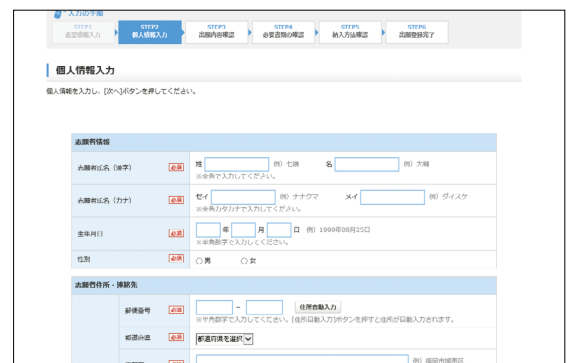 入力の手順
STEP1 STEP2 STEP3 STEP4 STEP5 STEP6
志望情報入力 個人情報入力 出願内容確認 必要書類の確認 納入方法確認 出願登録完了
個人情報入力
個人情報を入力し、[次へ]ボタンを押してください。
志願者情報
志願者氏名（漢字） 必須 姓 例）七隈 名 例）大輔
※全角で入力してください。
志願者氏名（カナ） 必須 セイ 例）ナナクマ メイ 例）ダイスケ
※全角カタカナで入力してください。
生年月日 必須 年 月 日 例）1999年08月25日
※半角数字で入力してください。
性別 必須 男 女
志願者住所・連絡先
郵便番号 必須 - 住所自動入力
※半角数字で入力してください。[住所自動入力]ボタンを押すと住所が自動入力されます。
都道府県 必須 都道府県を選択
例）福岡市城南区